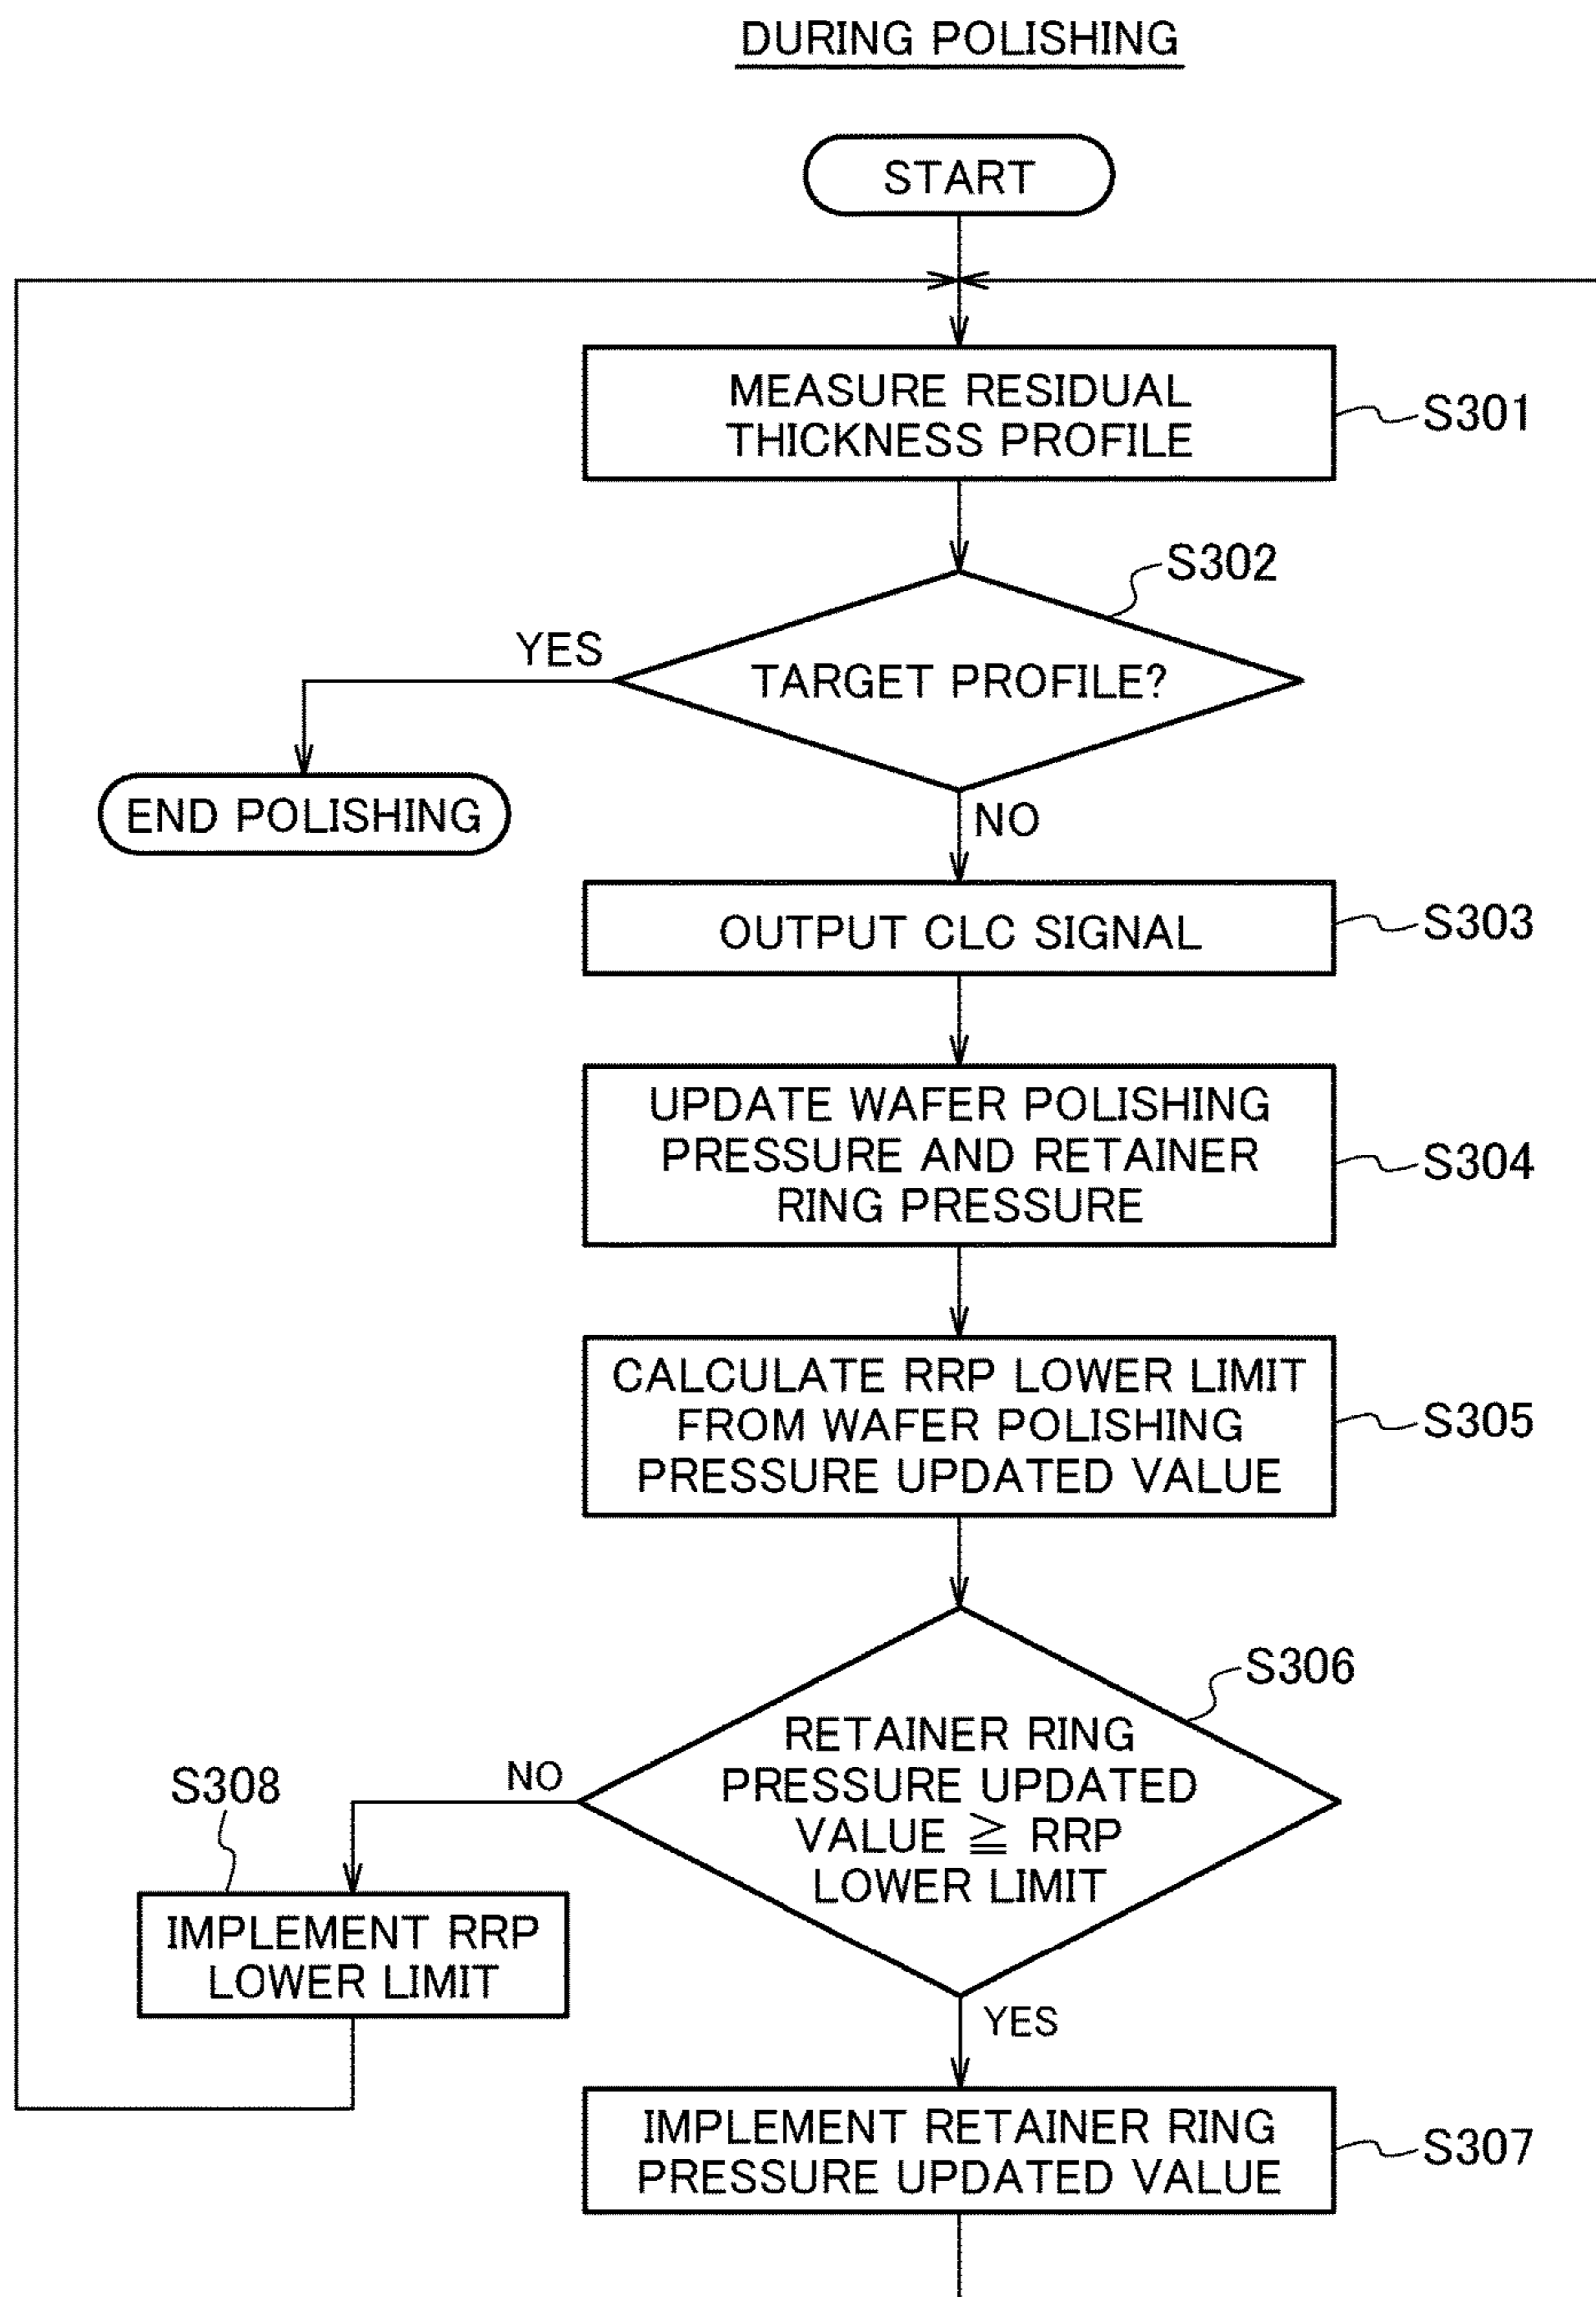 DURING POLISHING
START
MEASURE RESIDUAL
THICKNESS PROFILE
S301
S302
YES
TARGET PROFILE?
END POLISHING
NO
OUTPUT CLC SIGNAL
S303
UPDATE WAFER POLISHING
PRESSURE AND RETAINER
RING PRESSURE
S304
CALCULATE RRP LOWER LIMIT
FROM WAFER POLISHING
PRESSURE UPDATED VALUE
S305
S306
RETAINER RING
PRESSURE UPDATED
VALUE ≧ RRP
LOWER LIMIT
NO
S308
IMPLEMENT RRP
LOWER LIMIT
YES
IMPLEMENT RETAINER RING
PRESSURE UPDATED VALUE
S307